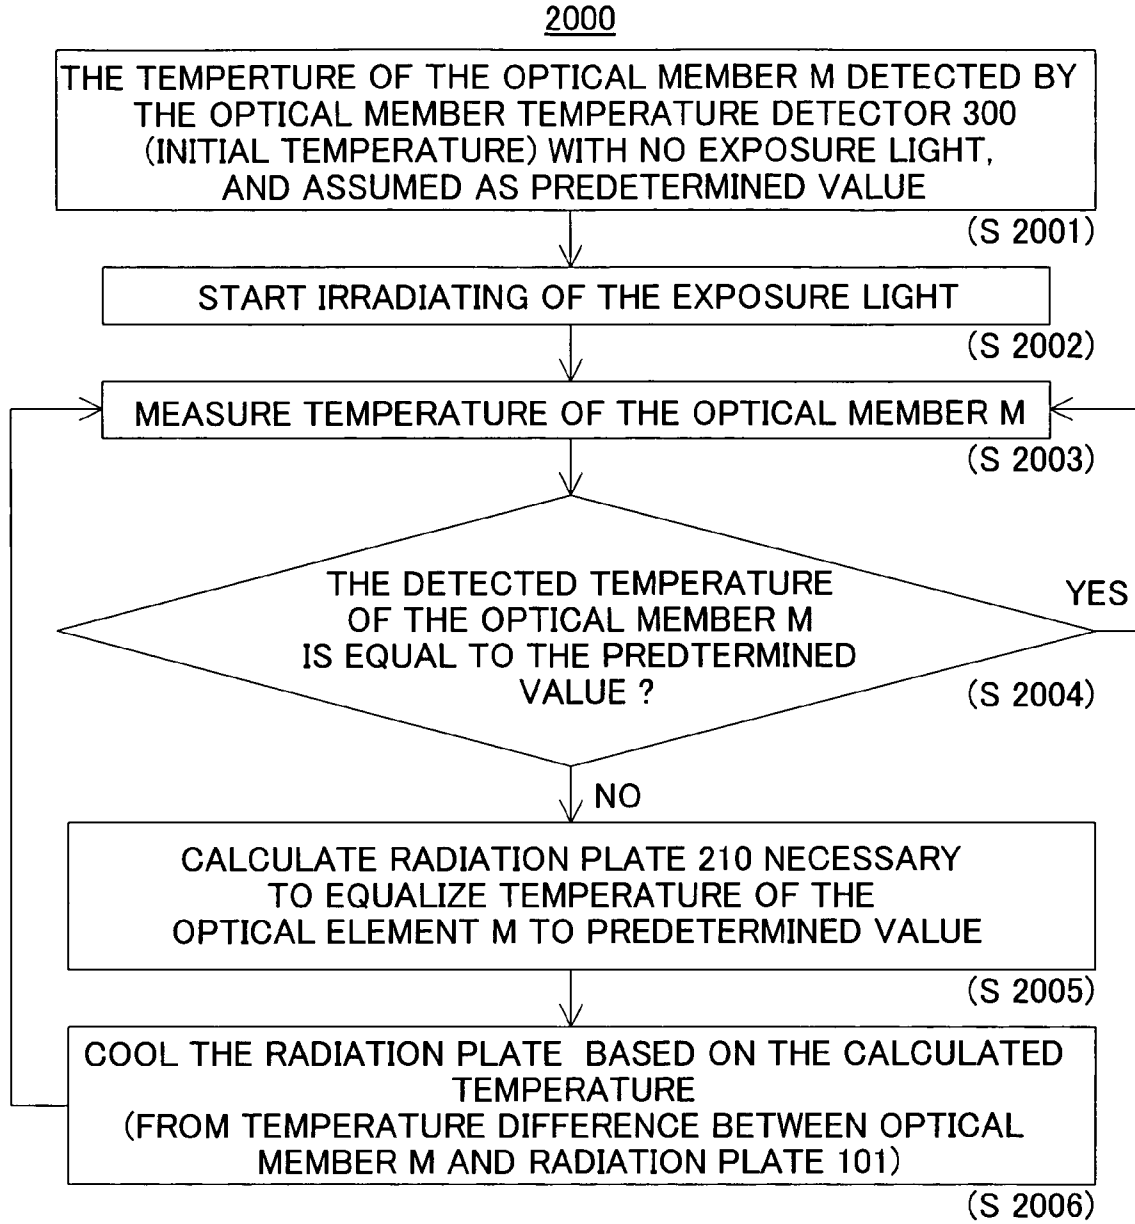 2000
THE TEMPERTURE OF THE OPTICAL MEMBER M DETECTED BY
THE OPTICAL MEMBER TEMPERATURE DETECTOR 300
(INITIAL TEMPERATURE) WITH NO EXPOSURE LIGHT,
AND ASSUMED AS PREDETERMINED VALUE
(S 2001)
START IRRADIATING OF THE EXPOSURE LIGHT
(S 2002)
MEASURE TEMPERATURE OF THE OPTICAL MEMBER M
(S 2003)
THE DETECTED TEMPERATURE
OF THE OPTICAL MEMBER M
IS EQUAL TO THE PREDTERMINED
VALUE ?
YES
(S 2004)
NO
CALCULATE RADIATION PLATE 210 NECESSARY
TO EQUALIZE TEMPERATURE OF THE
OPTICAL ELEMENT M TO PREDETERMINED VALUE
(S 2005)
COOL THE RADIATION PLATE BASED ON THE CALCULATED
TEMPERATURE
(FROM TEMPERATURE DIFFERENCE BETWEEN OPTICAL
MEMBER M AND RADIATION PLATE 101)
(S 2006)